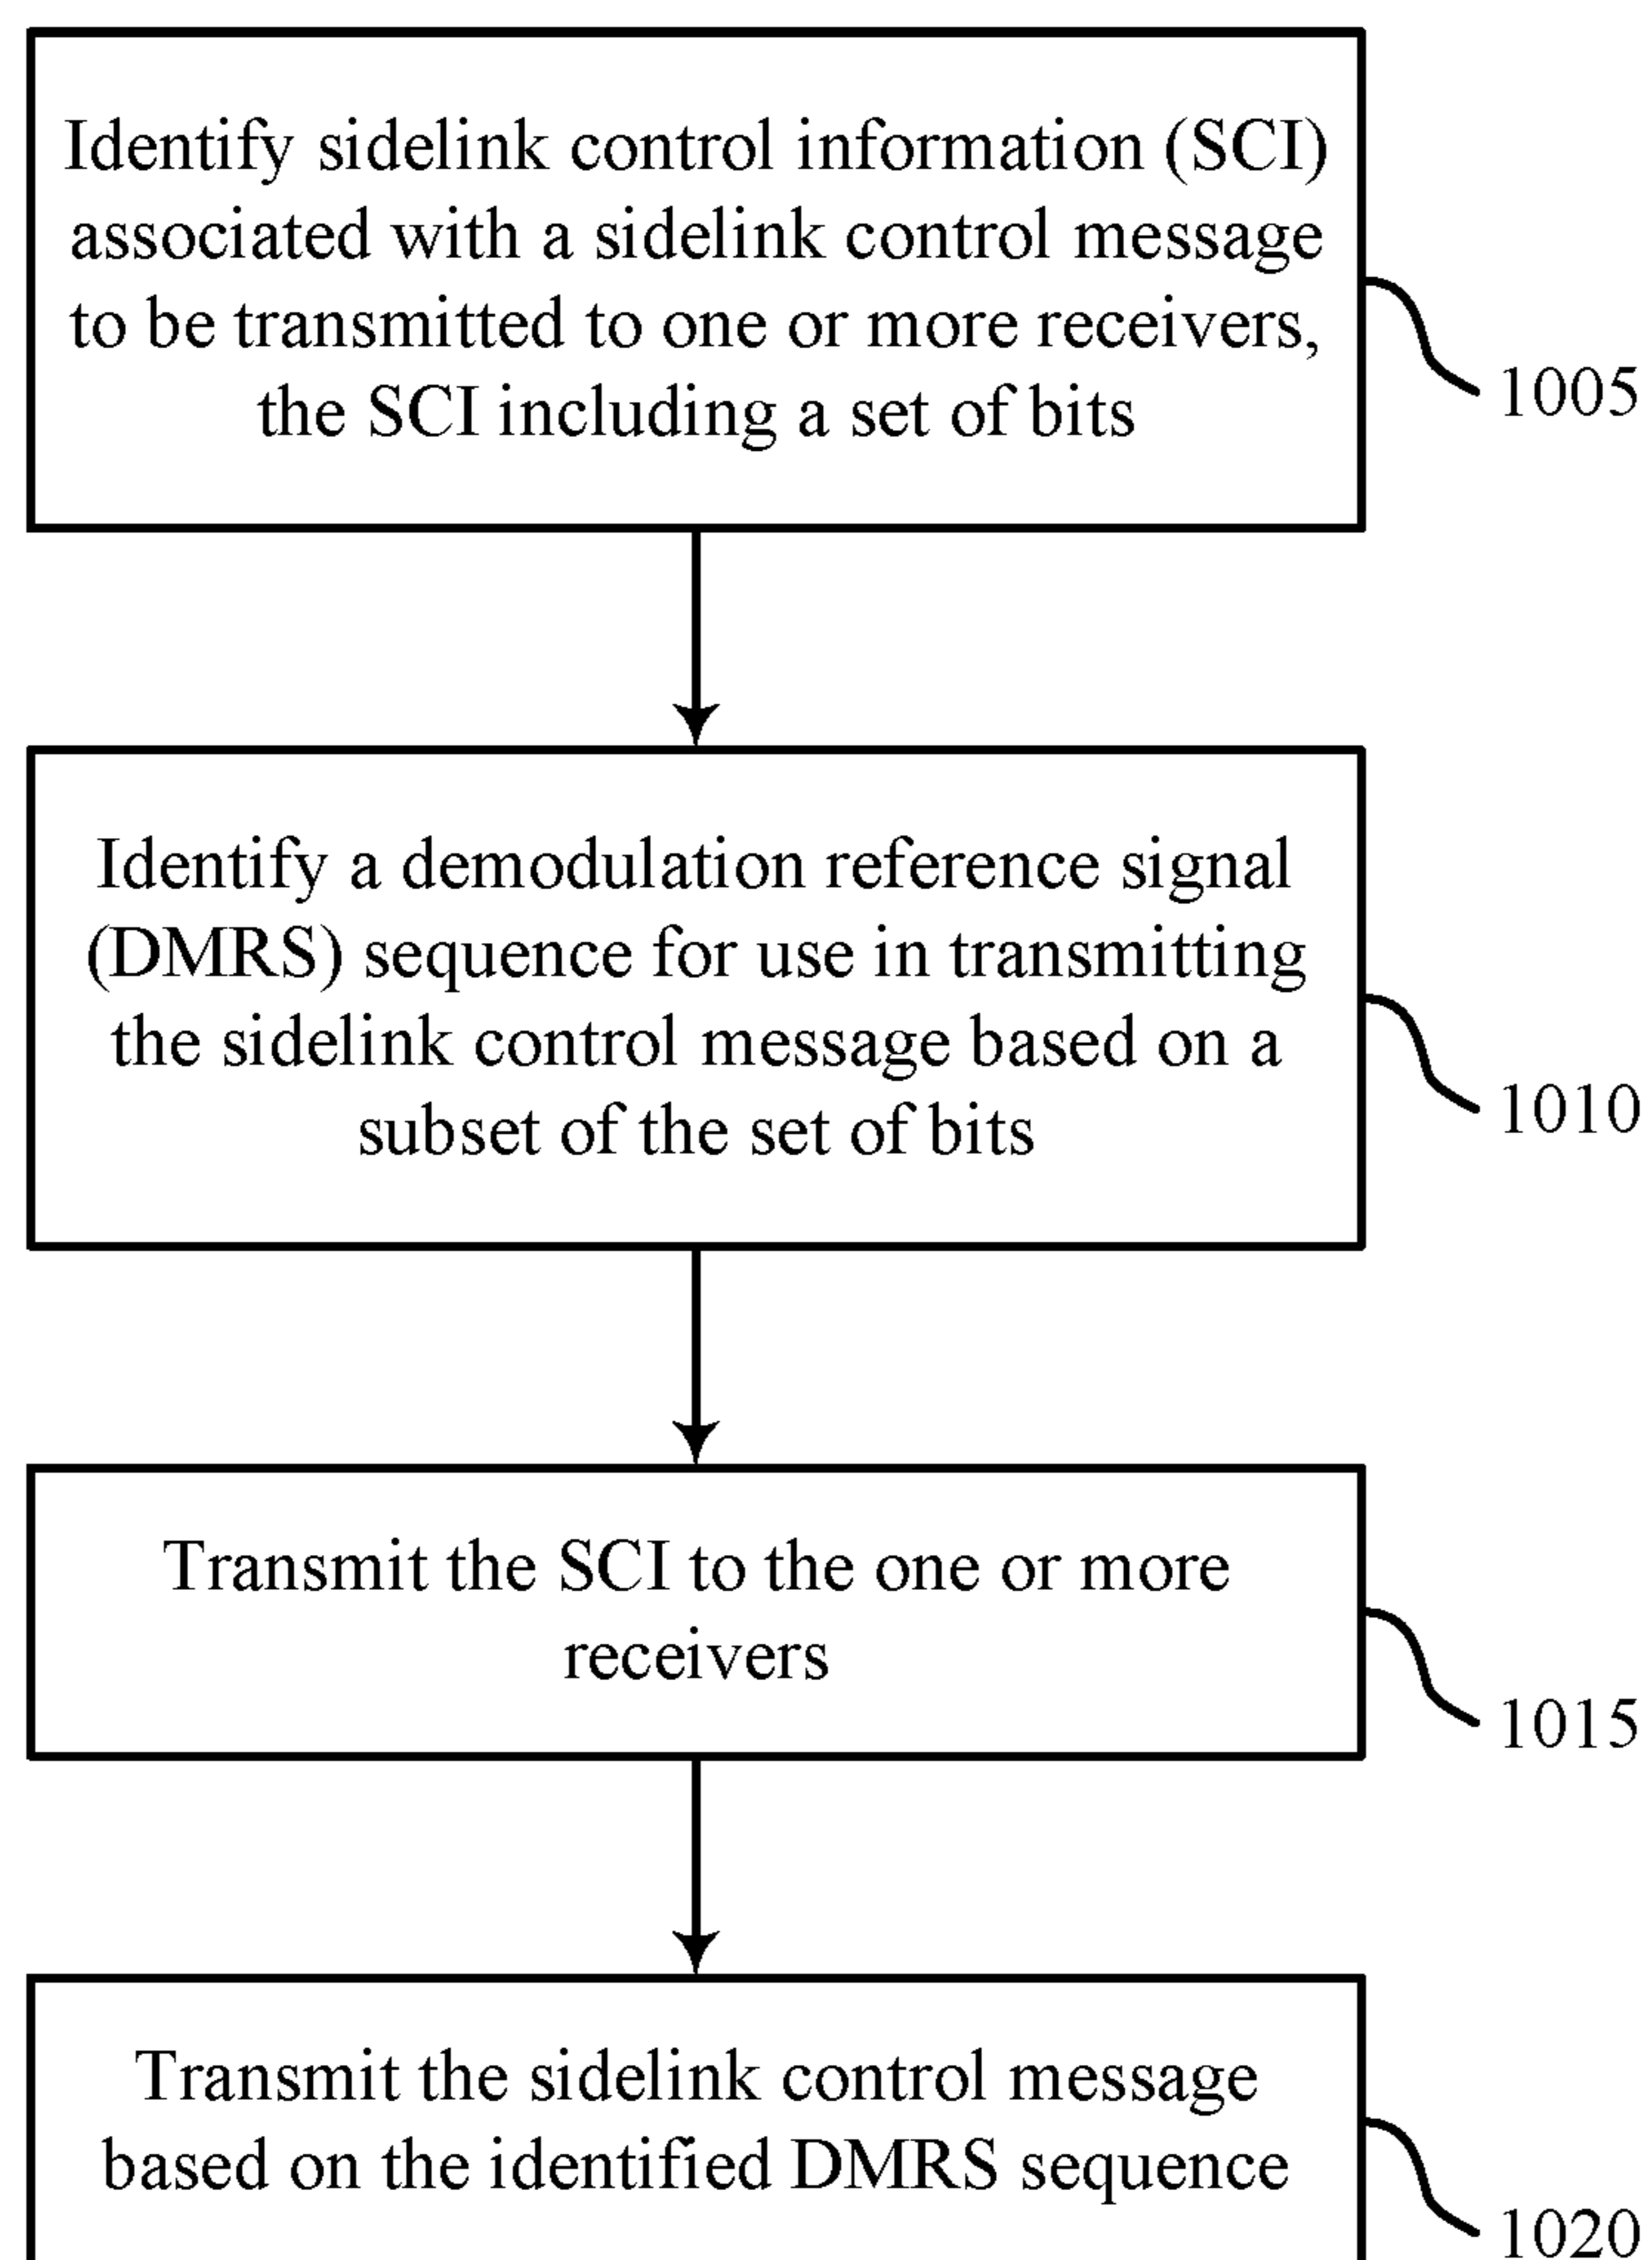 Identify sidelink control information (SCI)
associated with a sidelink control message
to be transmitted to one or more receivers,
the SCI including a set of bits
1005
Identify a demodulation reference signal
(DMRS) sequence for use in transmitting
the sidelink control message based on a
subset of the set of bits
1010
Transmit the SCI to the one or more
receivers
1015
Transmit the sidelink control message
based on the identified DMRS sequence
1020